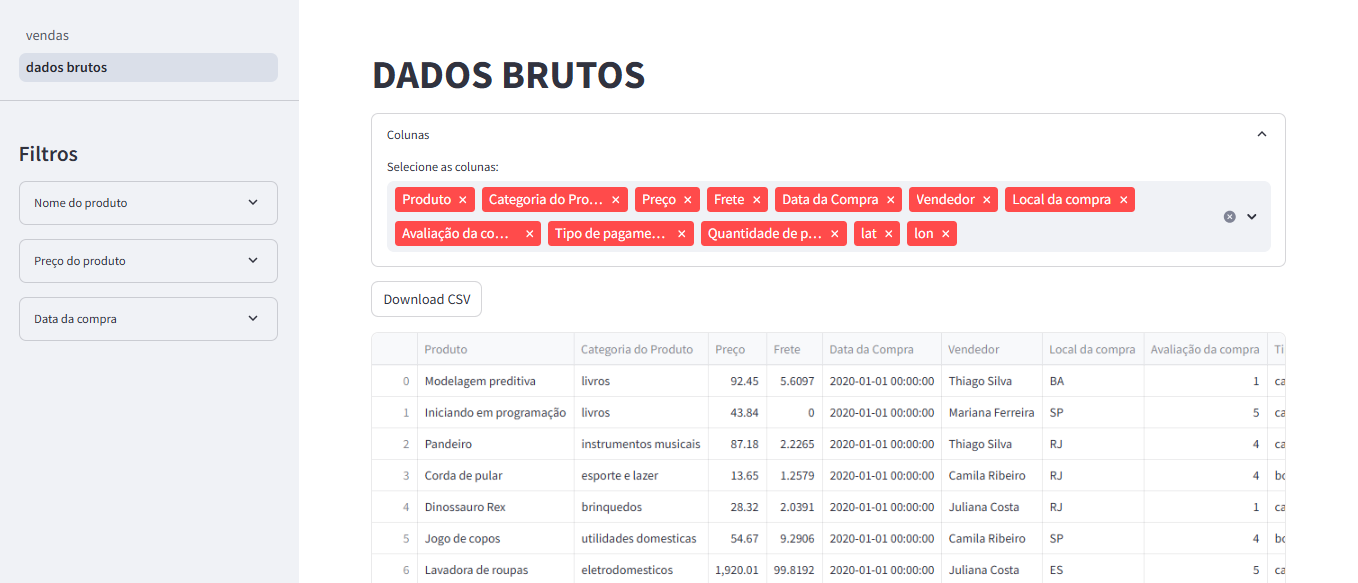 vendas
dados brutos
Filtros
Nome do produto
Preço do produto
Data da compra
DADOS BRUTOS
Colunas
Selecione as colunas:
Produto × Categoria do Pro... × Preço × Frete × Data da Compra × Vendedor × Local da compra ×
Avaliação da co... × Tipo de pagame... × Quantidade de p... × lat × lon ×
Download CSV
Produto Categoria do Produto Preço Frete Data da Compra Vendedor Local da compra Avaliação da compra Ti
0 Modelagem preditiva livros 92.45 5.6097 2020-01-01 00:00:00 Thiago Silva BA 1 ca
1 Iniciando em programação livros 43.84 0 2020-01-01 00:00:00 Mariana Ferreira SP 5 ca
2 Pandeiro instrumentos musicais 87.18 2.2265 2020-01-01 00:00:00 Thiago Silva RJ 4 ca
3 Corda de pular esporte e lazer 13.65 1.2579 2020-01-01 00:00:00 Camila Ribeiro RJ 4 bo
4 Dinossauro Rex brinquedos 28.32 2.0391 2020-01-01 00:00:00 Juliana Costa RJ 1 ca
5 Jogo de copos utilidades domesticas 54.67 9.2906 2020-01-01 00:00:00 Camila Ribeiro SP 4 bo
6 Lavadora de roupas eletrodomesticos 1,920.01 99.8192 2020-01-01 00:00:00 Juliana Costa ES 5 ca